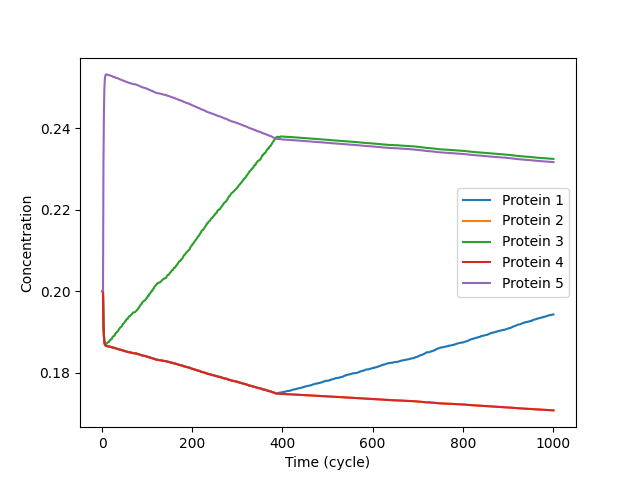 Concentration
0.24
0.22
0.20
0.18
0
200
400
600
800
1000
Time (cycle)
Protein 1
Protein 2
Protein 3
Protein 4
Protein 5